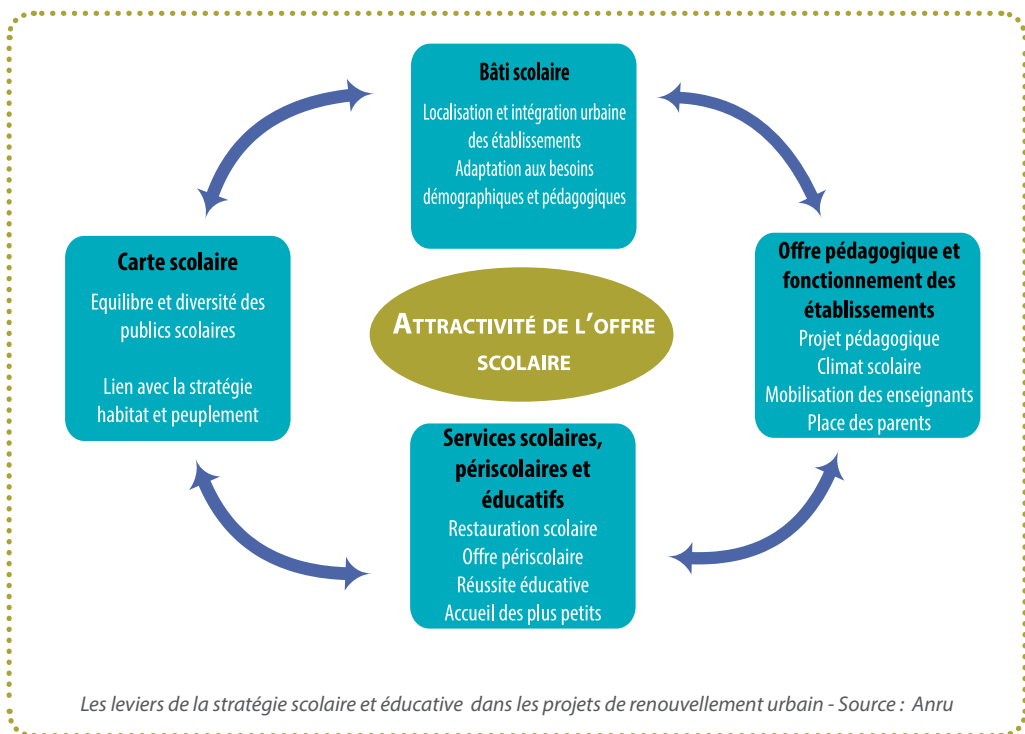 Bâti scolaire
Localisation et intégration urbaine
des établissements
Adaptation aux besoins
démographiques et pédagogiques
Carte scolaire
Equilibre et diversité des
publics scolaires
Lien avec la stratégie
habitat et peuplement
ATTRACTIVITÉ DE L'OFFRE
SCOLAIRE
Offre pédagogique et
fonctionnement des
établissements
Projet pédagogique
Climat scolaire
Mobilisation des enseignants
Place des parents
Services scolaires,
périscolaires et
éducatifs
Restauration scolaire
Offre périscolaire
Réussite éducative
Accueil des plus petits
Les leviers de la stratégie scolaire et éducative dans les projets de renouvellement urbain - Source : Anru